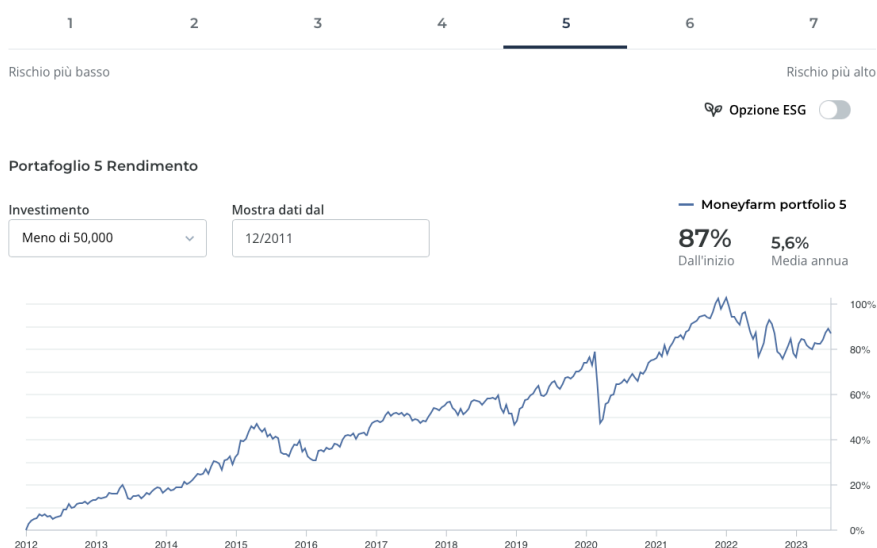 1 2 3 4 5 6 7
Rischio più basso Rischio più alto
Opzione ESG
Portafoglio 5 Rendimento
Investimento Mostra dati dal
Meno di 50,000 12/2011
Moneyfarm portfolio 5
87% 5,6%
Dall'inizio Media annua
100%
80%
60%
40%
20%
0%
2012 2013 2014 2015 2016 2017 2018 2019 2020 2021 2022 2023